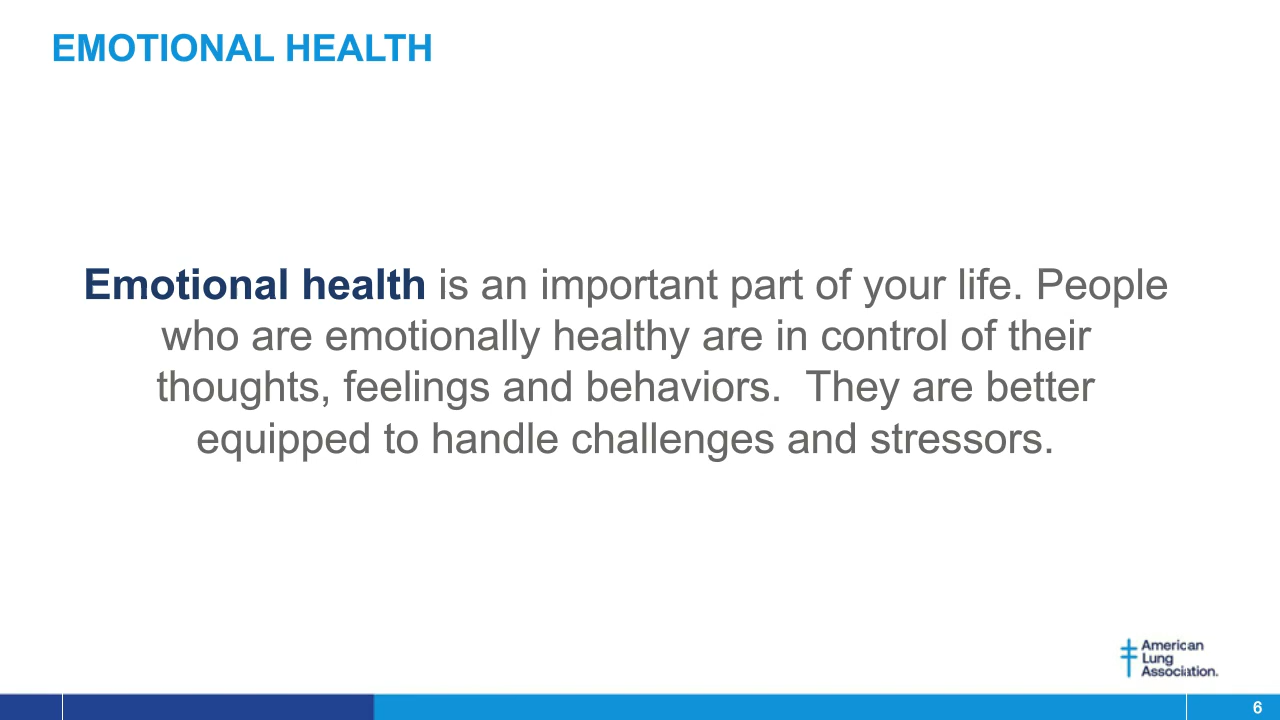 EMOTIONAL HEALTH
Emotional health is an important part of your life. People
who are emotionally healthy are in control of their
thoughts, feelings and behaviors.  They are better
equipped to handle challenges and stressors.
American
Lung
Association.
6